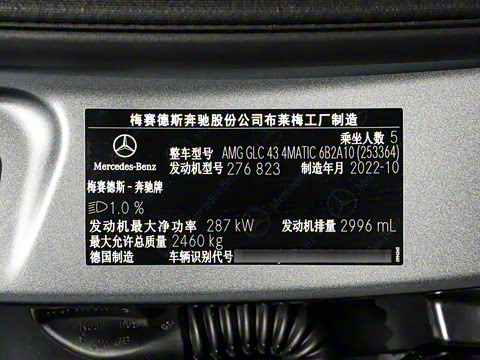 梅赛德斯奔驰股份公司布莱梅工厂制造
乘坐人数 5
Mercedes-Benz
整车型号 AMG GLC 43 4MATIC 6B2A10 (253364)
发动机型号 276 823 制造年月 2022-10
梅赛德斯-奔驰牌
1.0 %
发动机最大净功率 287 kW 发动机排量 2996 mL
最大允许总质量 2460 kg
德国制造 车辆识别代号